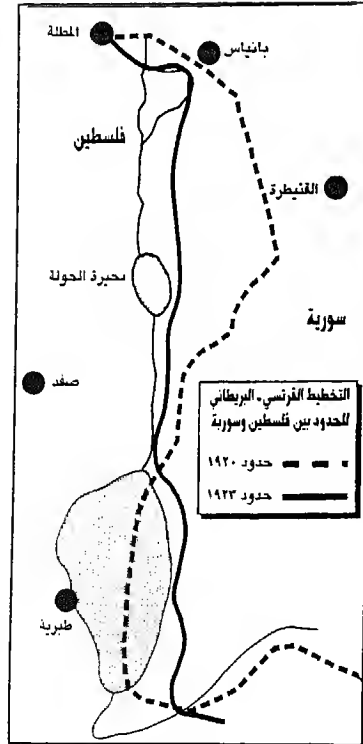 المطلة
بانياس
فلسطين
القنيطرة
بحيرة الحولة
سورية
صفد
التخطيط الفرنسي - البريطاني
للحدود بين فلسطين وسورية
حدود ١٩٢٠
حدود ١٩٢٣
طبرية